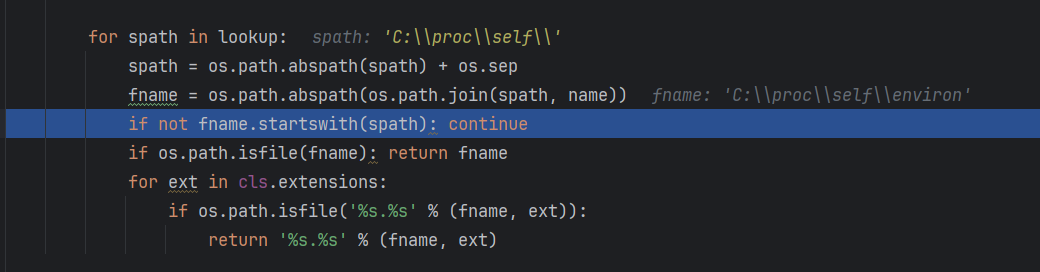 for spath in lookup: spath: 'C:\\proc\\self\\'
spath = os.path.abspath(spath) + os.sep
fname = os.path.abspath(os.path.join(spath, name)) fname: 'C:\\proc\\self\\environ'
if not fname.startswith(spath): continue
if os.path.isfile(fname): return fname
for ext in cls.extensions:
if os.path.isfile('%s.%s' % (fname, ext)):
return '%s.%s' % (fname, ext)